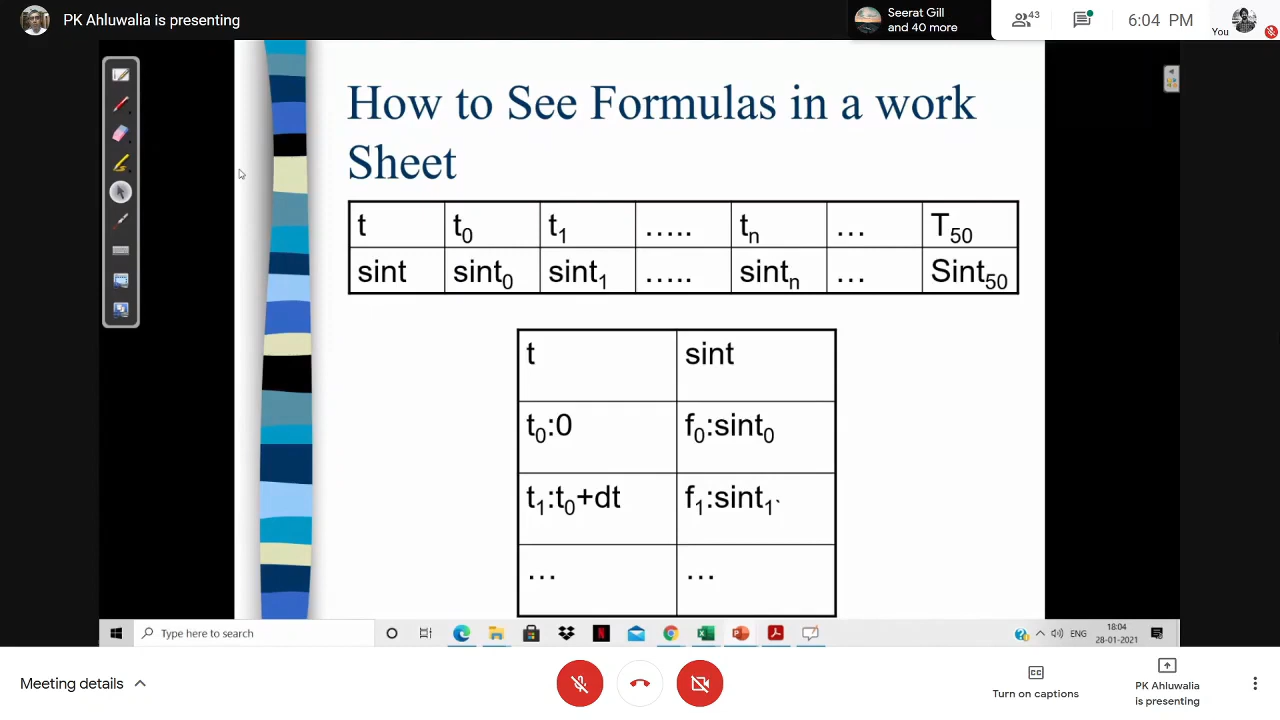 PK Ahluwalia is presenting
Seerat Gill
and 40 more
43
6:04 PM
You
How to See Formulas in a work
Sheet
t t₀ t₁ ….. tₙ … T₅₀
sint sint₀ sint₁ ….. sintₙ … Sint₅₀
t sint
t₀:0 f₀:sint₀
t₁:t₀+dt f₁:sint₁`
… …
Type here to search
ENG
18:04
28-01-2021
Meeting details
CC
Turn on captions
PK Ahluwalia
is presenting